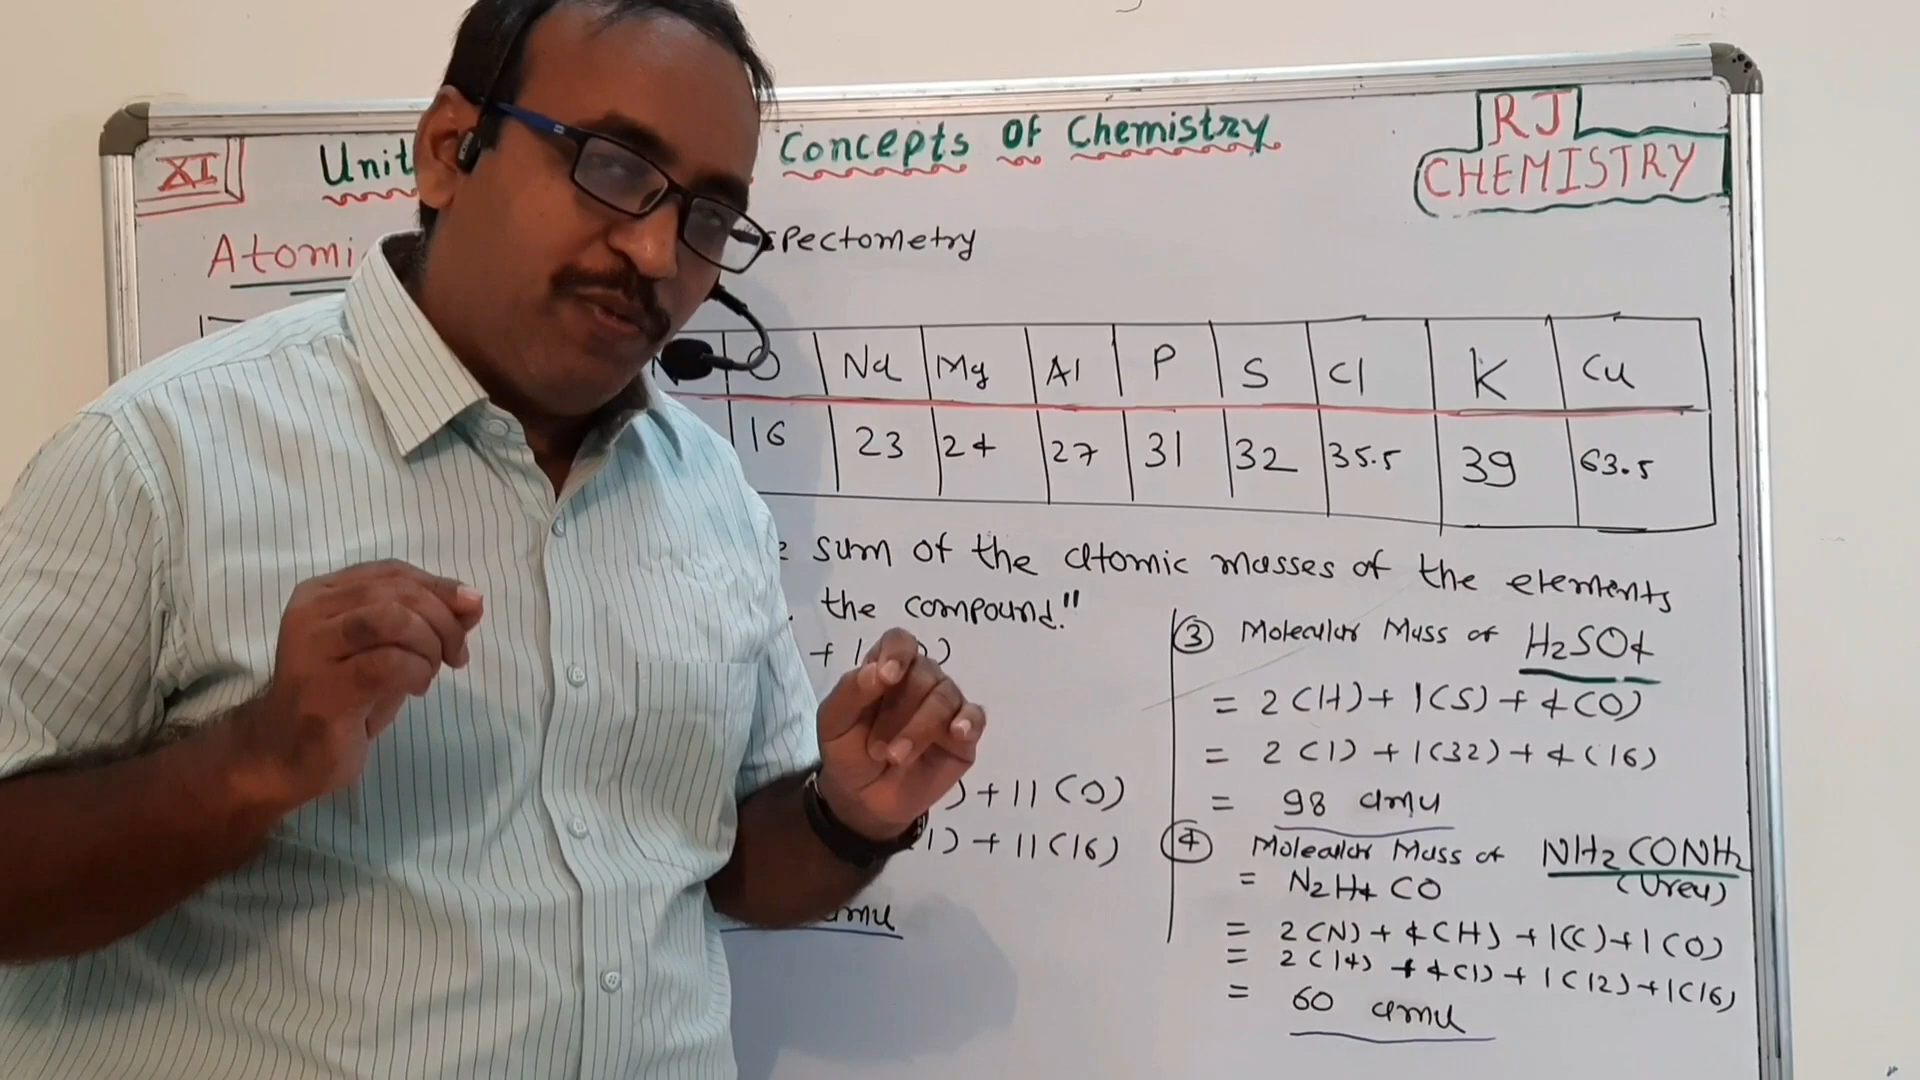 XI
Unit
Concepts Of Chemistry
RJ
CHEMISTRY
Atomi
spectometry
O Na Mg Al P S Cl K Cu
16 23 24 27 31 32 35.5 39 63.5
sum of the atomic masses of the elements
the compound."
③ Molecular Mass of H2SO4
= 2(H) + 1(S) + 4(O)
= 2(1) + 1(32) + 4(16)
= 98 amu
) + 11(O)
1) + 11(16)
amu
④ Molecular Mass of NH2CONH2
(Urea)
= N2H4 CO
= 2(N) + 4(H) + 1(C) + 1(O)
= 2(14) + 4(1) + 1(12) + 1(16)
= 60 amu